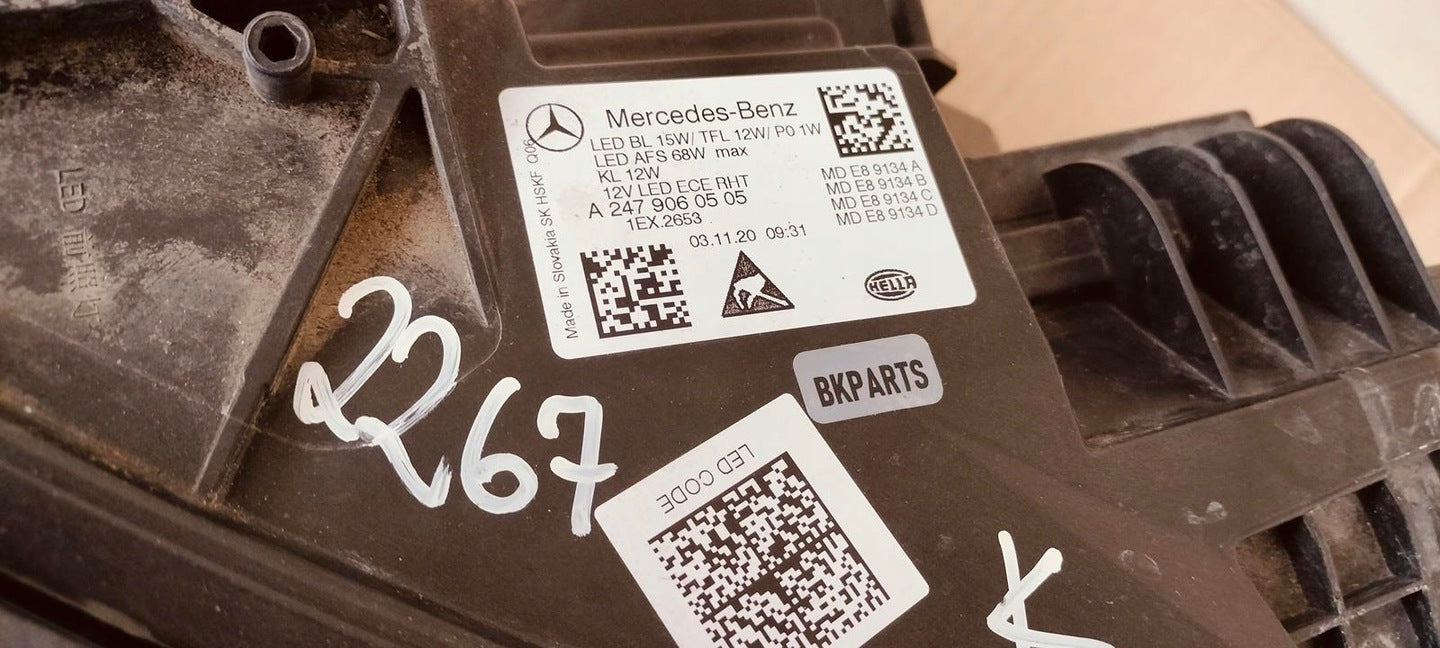 Mercedes-Benz
LED BL 15W/ TFL 12W/ PO 1W
LED AFS 68W max
KL 12W
12V LED ECE RHT
A 247 906 05 05
1EX.2653
03.11.20 09:31
MD E8 9134 A
MD E8 9134 B
MD E8 9134 C
MD E8 9134 D
HELLA
Made in Slovakia SK HSKF Q06
BKPARTS
LED CODE
2267
LED